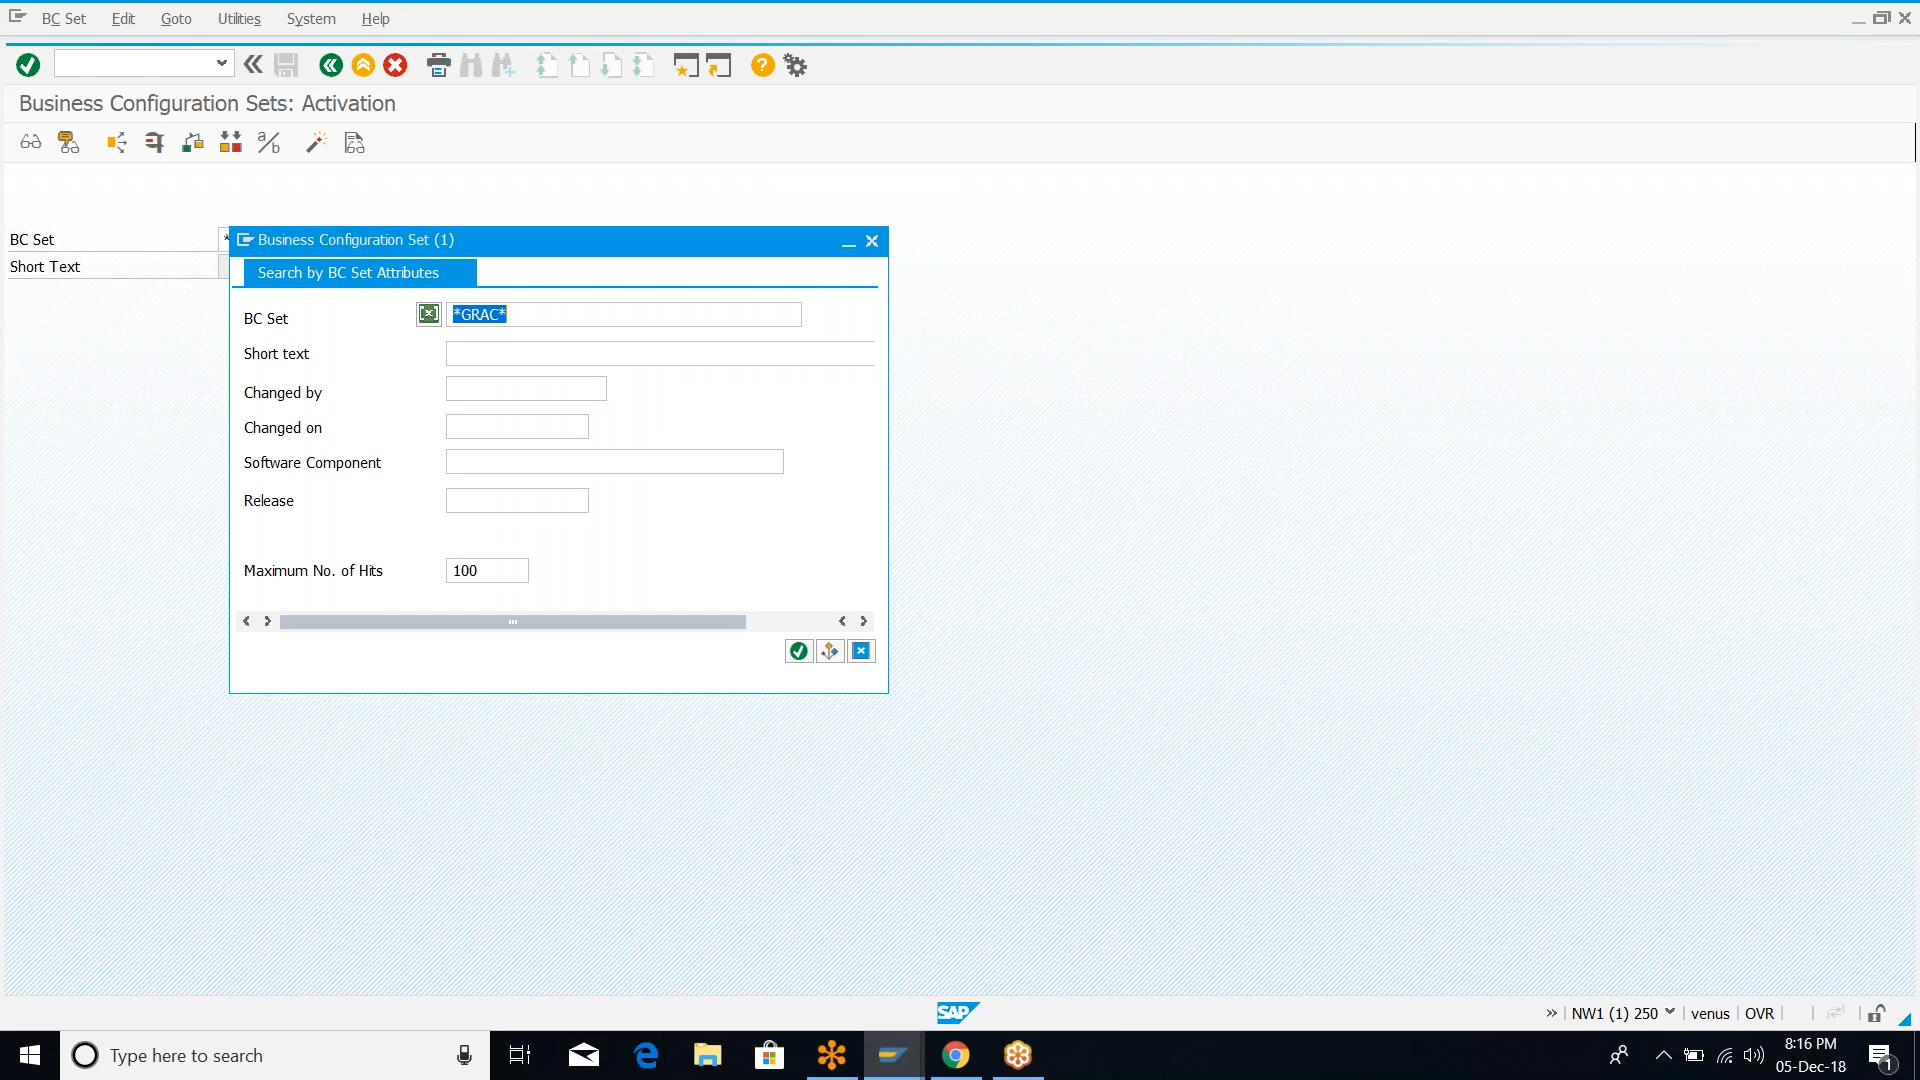 BC Set Edit Goto Utilities System Help
Business Configuration Sets: Activation
a/b
BC Set *
Short Text
Business Configuration Set (1)
Search by BC Set Attributes
BC Set *GRAC*
Short text
Changed by
Changed on
Software Component
Release
Maximum No. of Hits 100
SAP
NW1 (1) 250 venus OVR
Type here to search
8:16 PM
05-Dec-18
1